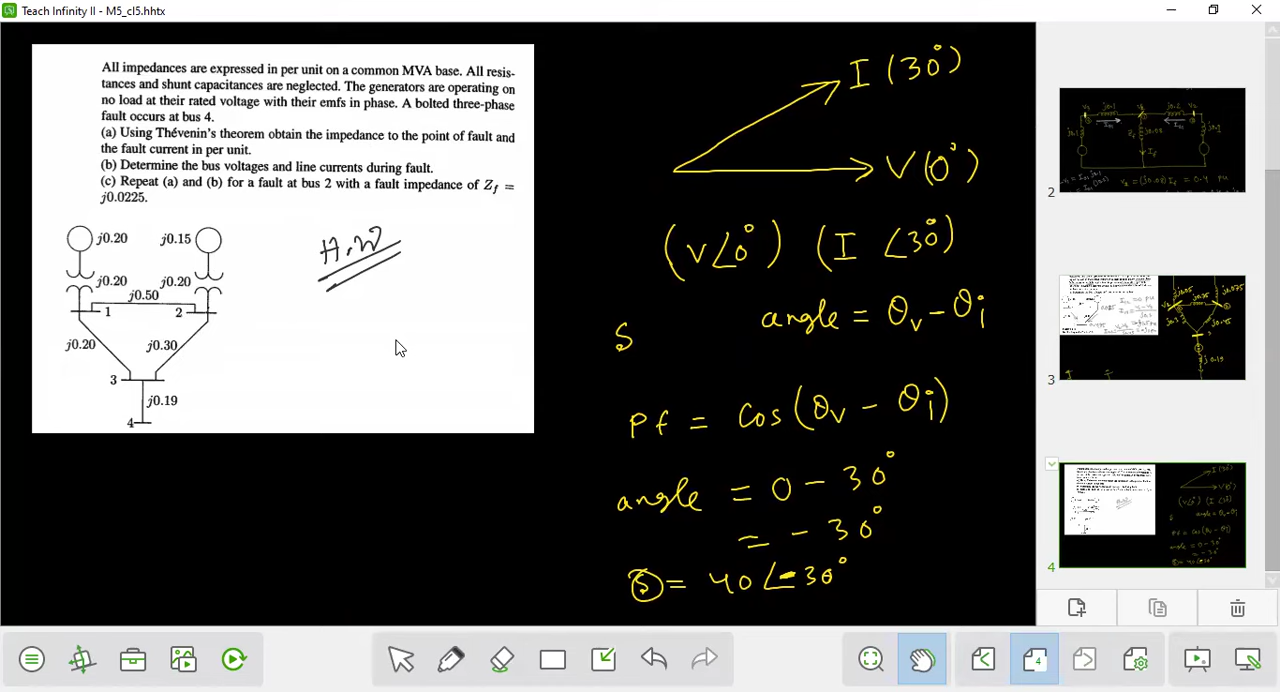 Teach Infinity II - M5_cl5.hhtx
All impedances are expressed in per unit on a common MVA base. All resis-
tances and shunt capacitances are neglected. The generators are operating on
no load at their rated voltage with their emfs in phase. A bolted three-phase
fault occurs at bus 4.
(a) Using Thévenin's theorem obtain the impedance to the point of fault and
the fault current in per unit.
(b) Determine the bus voltages and line currents during fault.
(c) Repeat (a) and (b) for a fault at bus 2 with a fault impedance of Z_f =
j0.0225.
j0.20 j0.15
j0.20 j0.20
j0.50
1 2
j0.20 j0.30
3
j0.19
4
H.W
I (30°)
V(0°)
(V∠0°) (I ∠30°)
angle = θv - θi
S
Pf = Cos(θv - θi)
angle = 0 - 30°
= - 30°
S = 40∠-30°
2
3
4
4